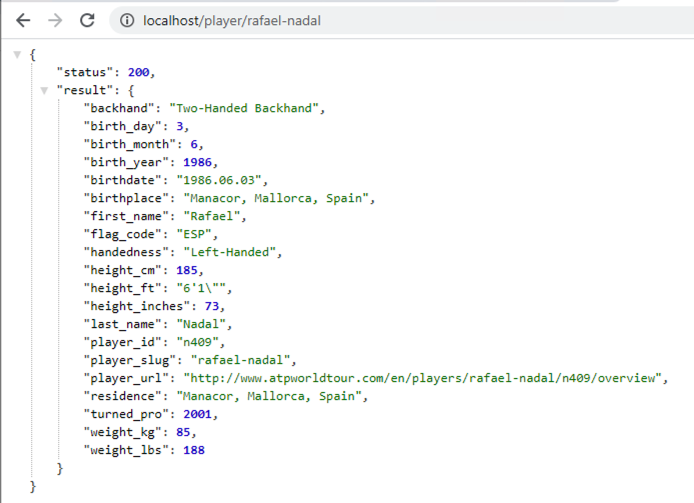 localhost/player/rafael-nadal
{
"status": 200,
"result": {
"backhand": "Two-Handed Backhand",
"birth_day": 3,
"birth_month": 6,
"birth_year": 1986,
"birthdate": "1986.06.03",
"birthplace": "Manacor, Mallorca, Spain",
"first_name": "Rafael",
"flag_code": "ESP",
"handedness": "Left-Handed",
"height_cm": 185,
"height_ft": "6'1\"",
"height_inches": 73,
"last_name": "Nadal",
"player_id": "n409",
"player_slug": "rafael-nadal",
"player_url": "http://www.atpworldtour.com/en/players/rafael-nadal/n409/overview",
"residence": "Manacor, Mallorca, Spain",
"turned_pro": 2001,
"weight_kg": 85,
"weight_lbs": 188
}
}